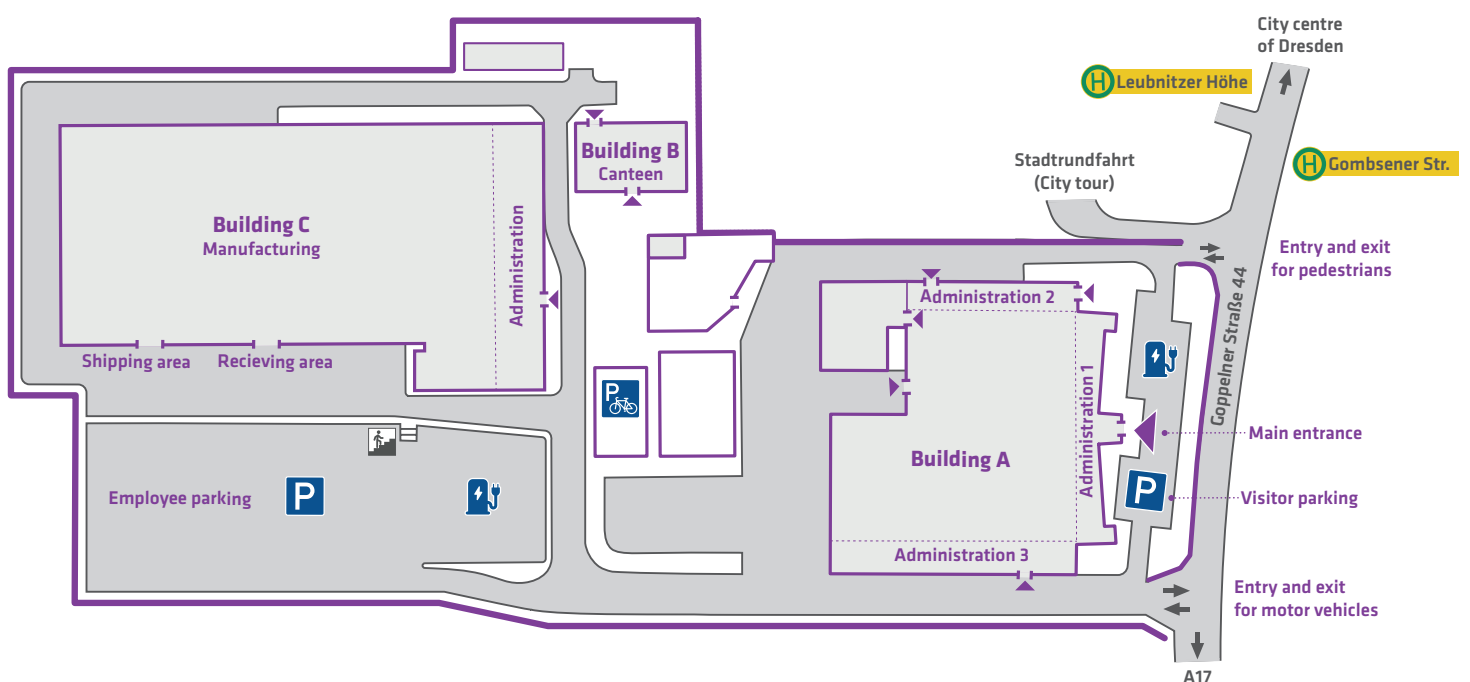 City centre
of Dresden
H Leubnitzer Höhe
H Gombsener Str.
Stadtrundfahrt
(City tour)
Building B
Canteen
Building C
Manufacturing
Administration
Entry and exit
for pedestrians
Goppelner Straße 44
Administration 2
Shipping area
Recieving area
Administration 1
P
Main entrance
Building A
Employee parking
P
P
Visitor parking
Administration 3
Entry and exit
for motor vehicles
A17